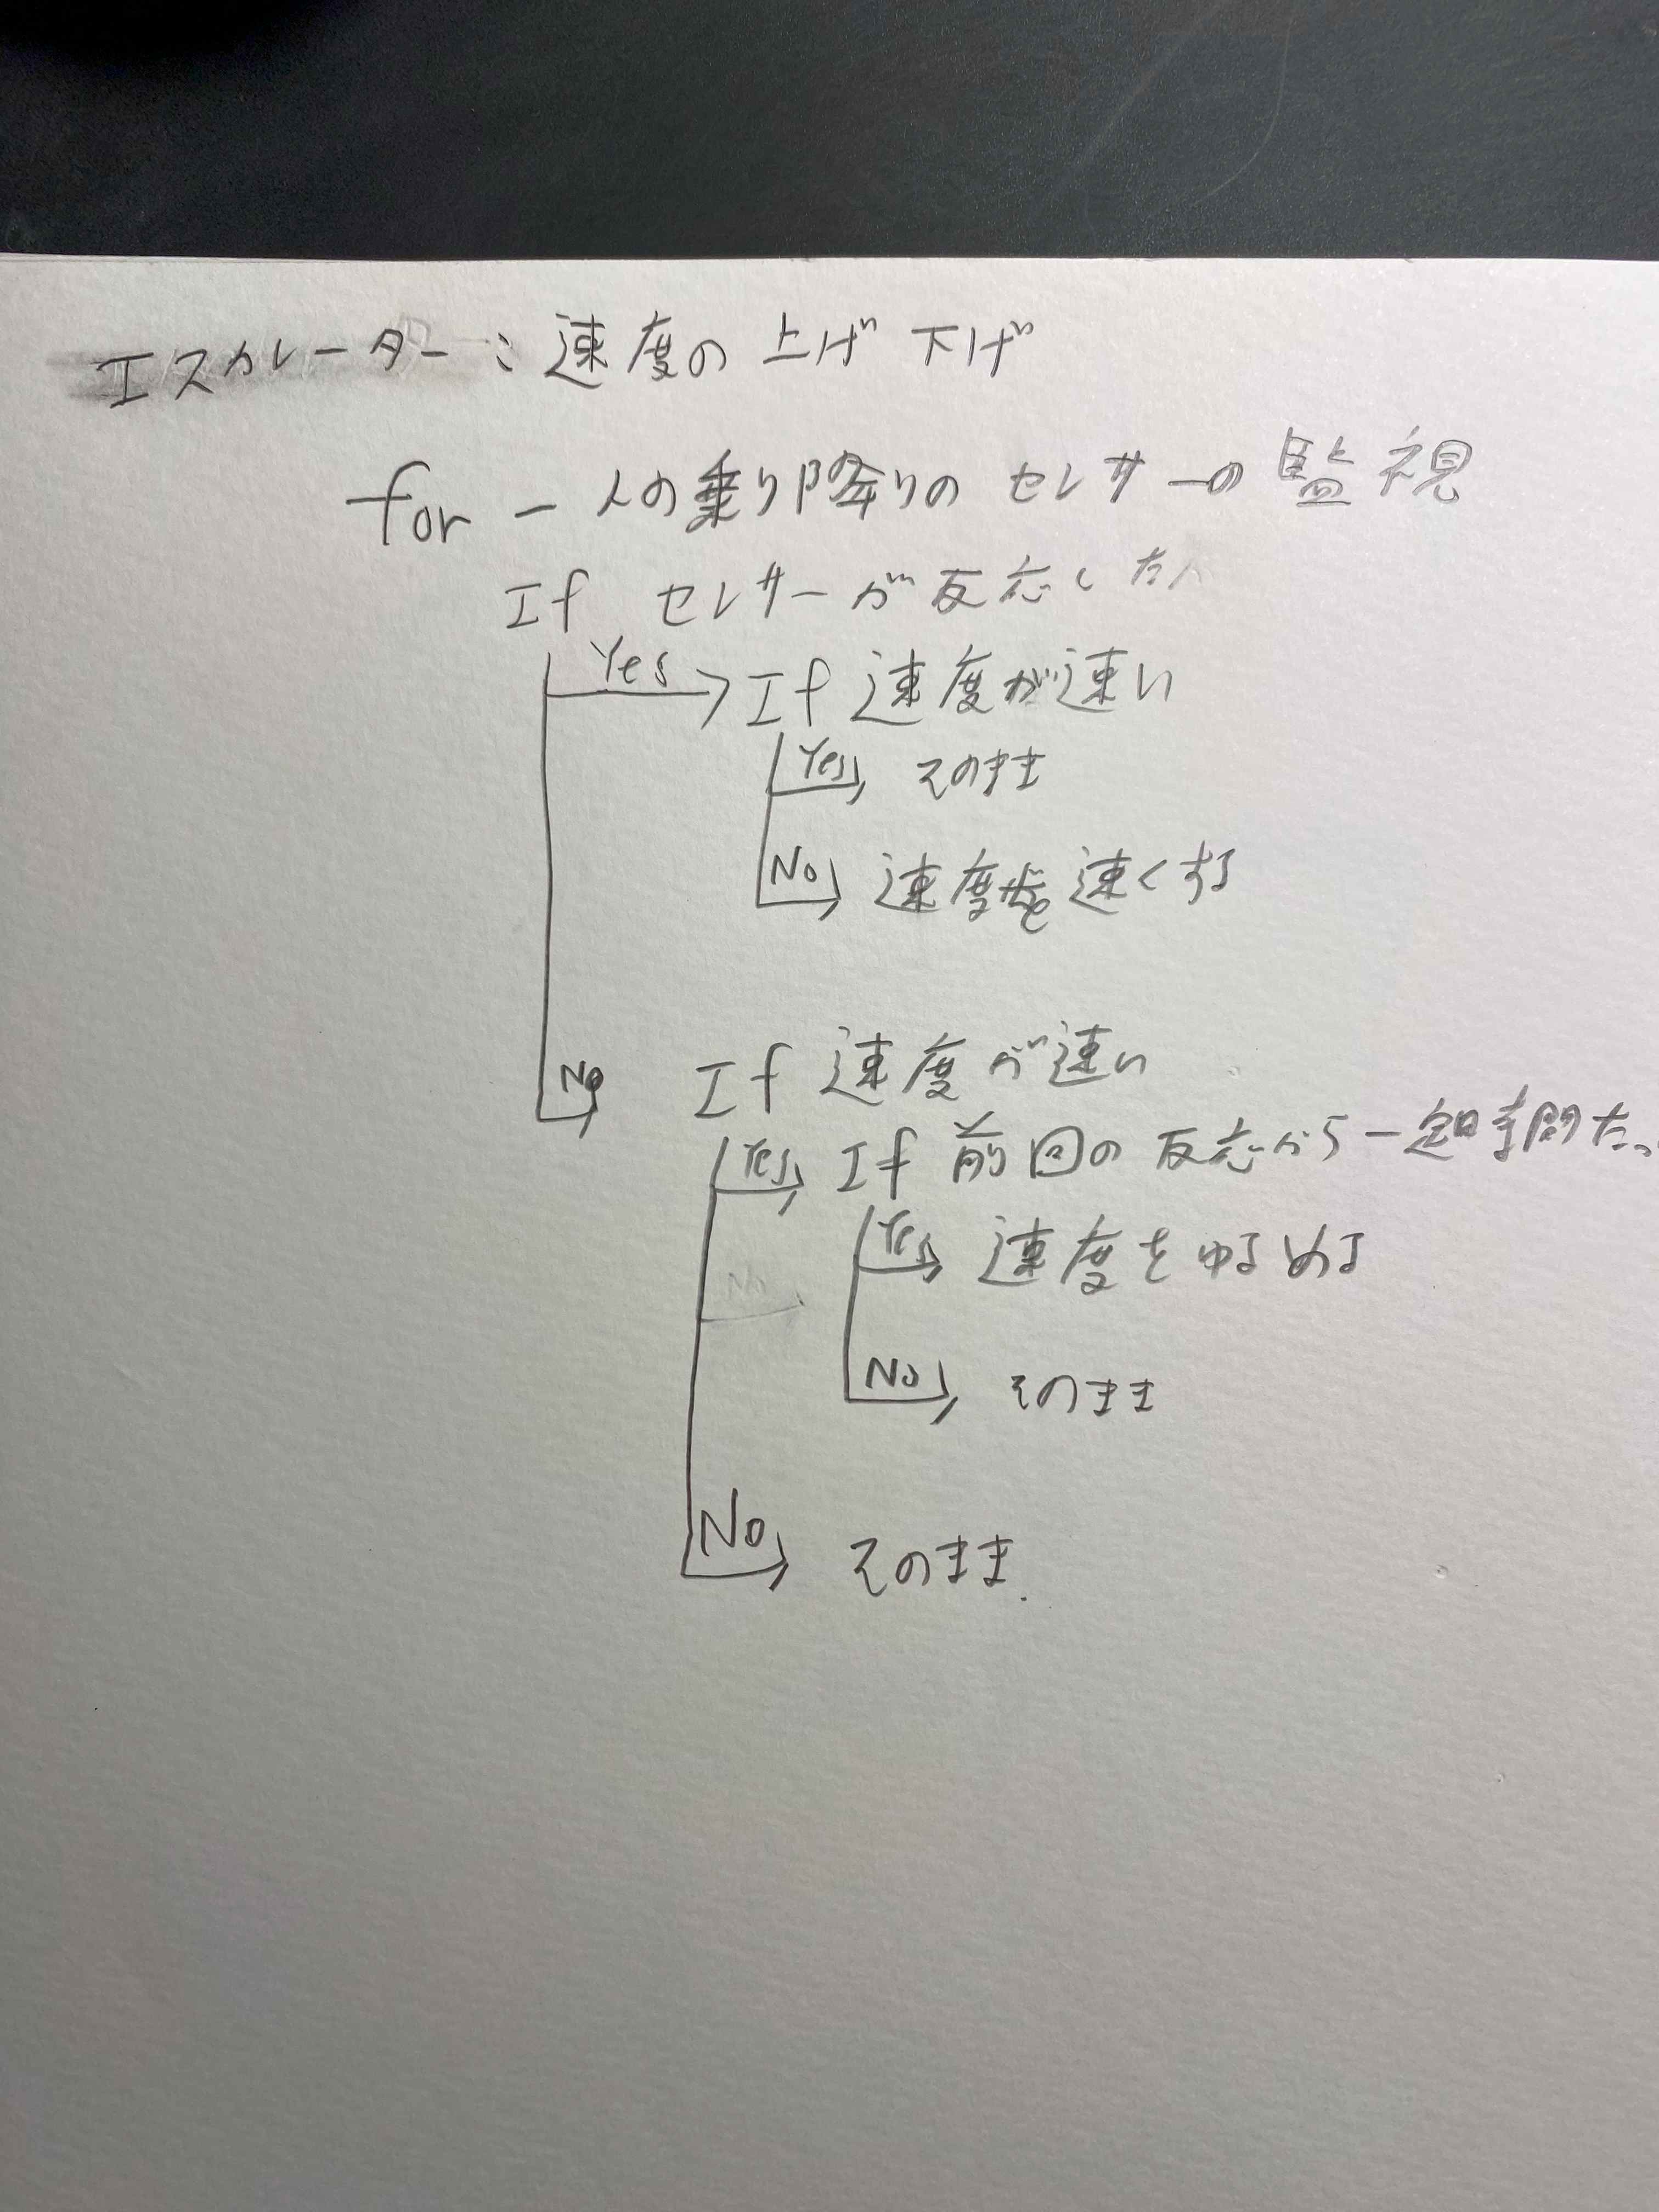 エスカレーター：速度の上げ下げ
for － 人の乗り降りのセンサーの監視
If センサーが反応した
Yes If 速度が速い
Yes そのまま
No 速度を速くする
No If 速度が速い
Yes If 前回の反応から一定時間たっ
Yes 速度をゆるめる
No
No そのまま
No そのまま